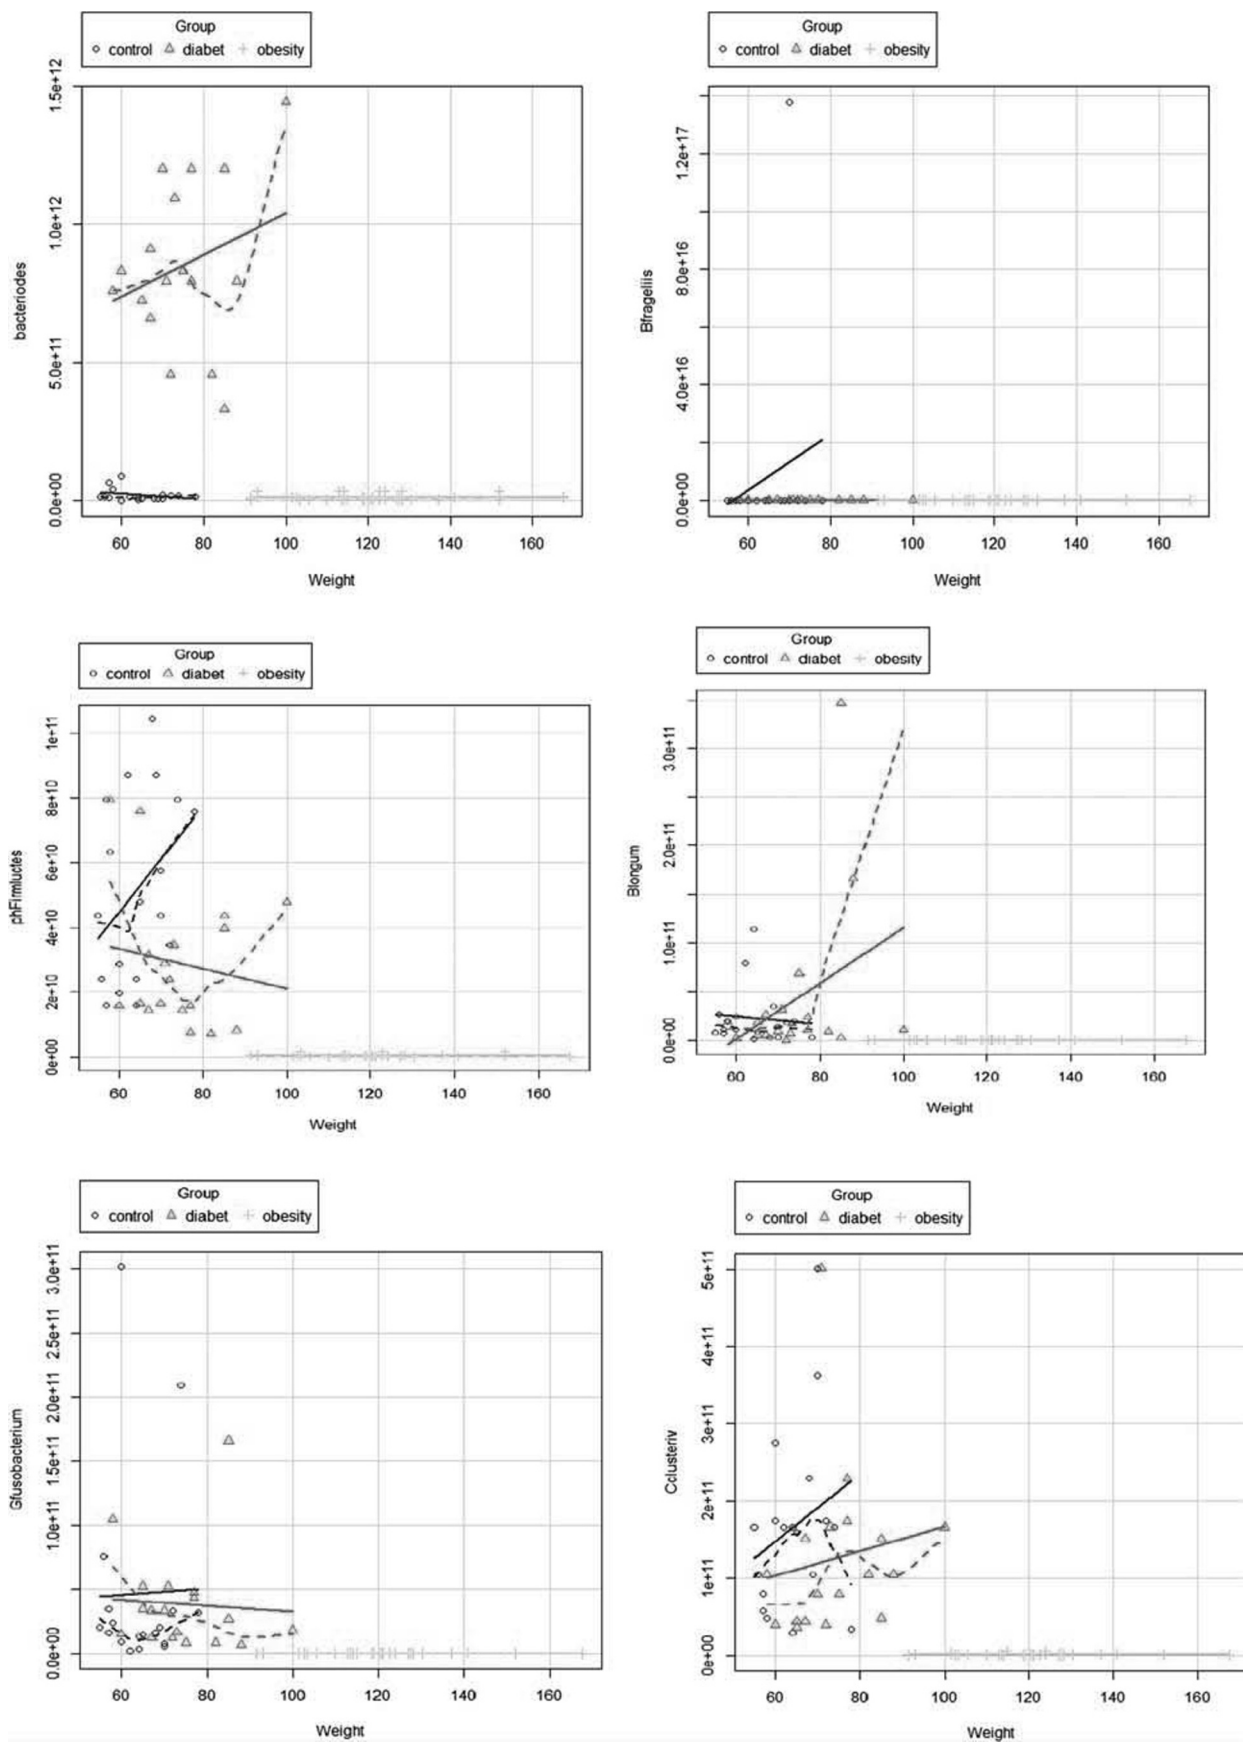 Group
control diabet obesity
bacteriodes
1.5e+12
1.0e+12
5.0e+11
0.0e+00
60 80 100 120 140 160
Weight
Group
control diabet obesity
Bfrageliis
1.2e+17
8.0e+16
4.0e+16
0.0e+00
60 80 100 120 140 160
Weight
Group
control diabet obesity
phFirmluctes
1e+11
8e+10
6e+10
4e+10
2e+10
0e+00
60 80 100 120 140 160
Weight
Group
control diabet obesity
Blongum
3.0e+11
2.0e+11
1.0e+11
0.0e+00
60 80 100 120 140 160
Weight
Group
control diabet obesity
Gfusobacterium
3.0e+11
2.5e+11
2.0e+11
1.5e+11
1.0e+11
0.0e+00
60 80 100 120 140 160
Weight
Group
control diabet obesity
Cclusteriv
5e+11
4e+11
3e+11
2e+11
1e+11
0e+00
60 80 100 120 140 160
Weight